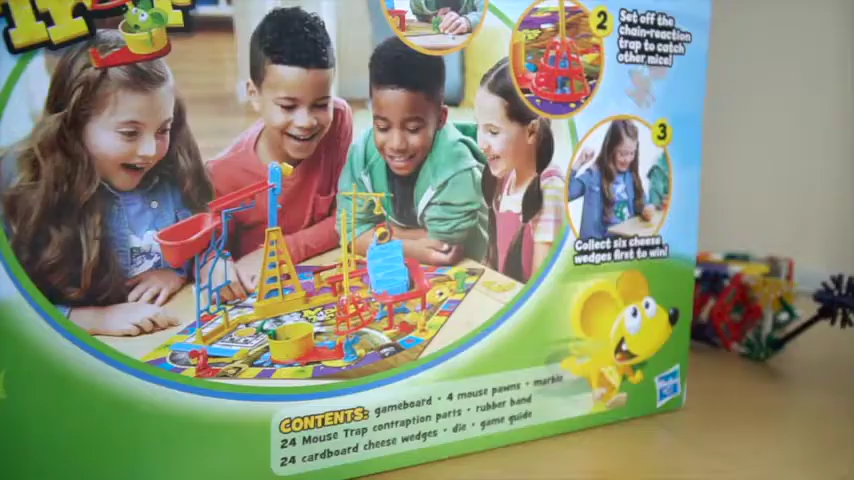 2
Set off the
chain-reaction
trap to catch
other mice!
3
Collect six cheese
wedges first to win!
CONTENTS: gameboard • 4 mouse pawns • marble
24 Mouse Trap contraption parts • rubber band
24 cardboard cheese wedges • die • game guide
Hasbro